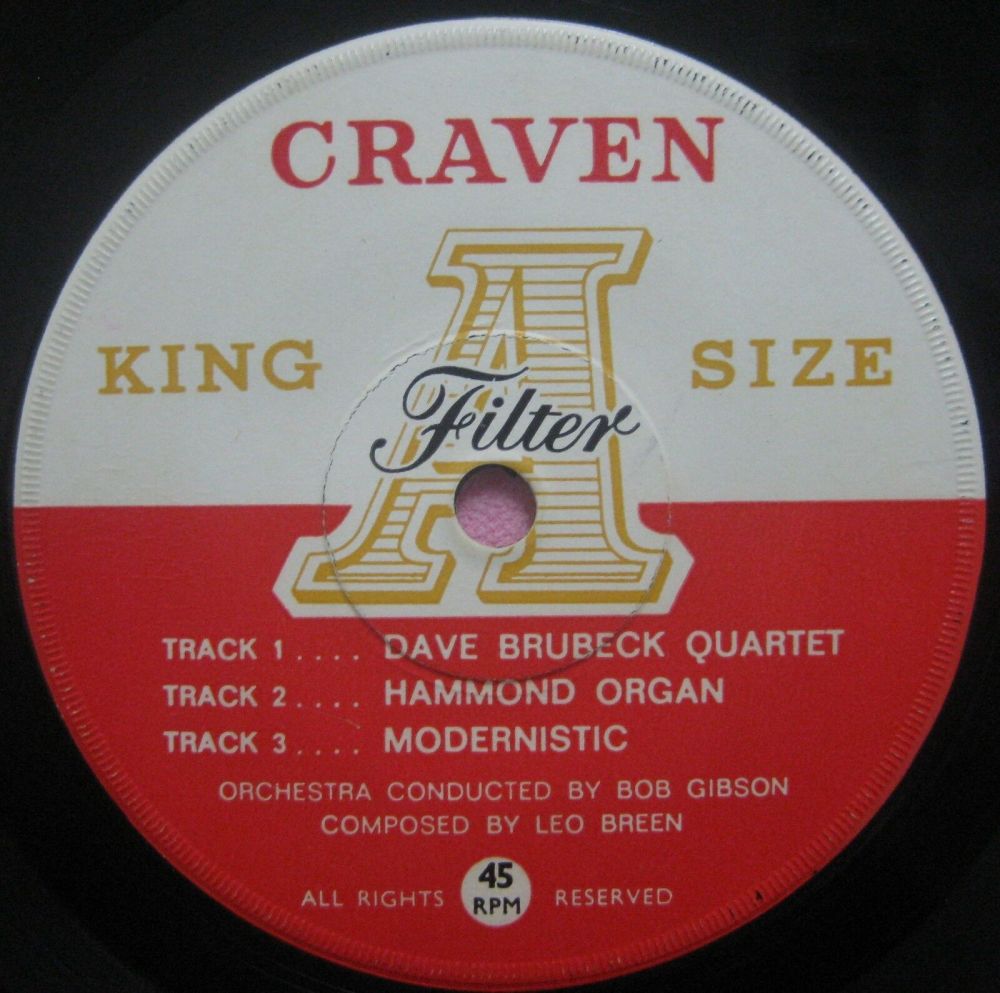 CRAVEN
A
KING SIZE
Filter
TRACK 1 .... DAVE BRUBECK QUARTET
TRACK 2 .... HAMMOND ORGAN
TRACK 3 .... MODERNISTIC
ORCHESTRA CONDUCTED BY BOB GIBSON
COMPOSED BY LEO BREEN
ALL RIGHTS 45 RPM RESERVED